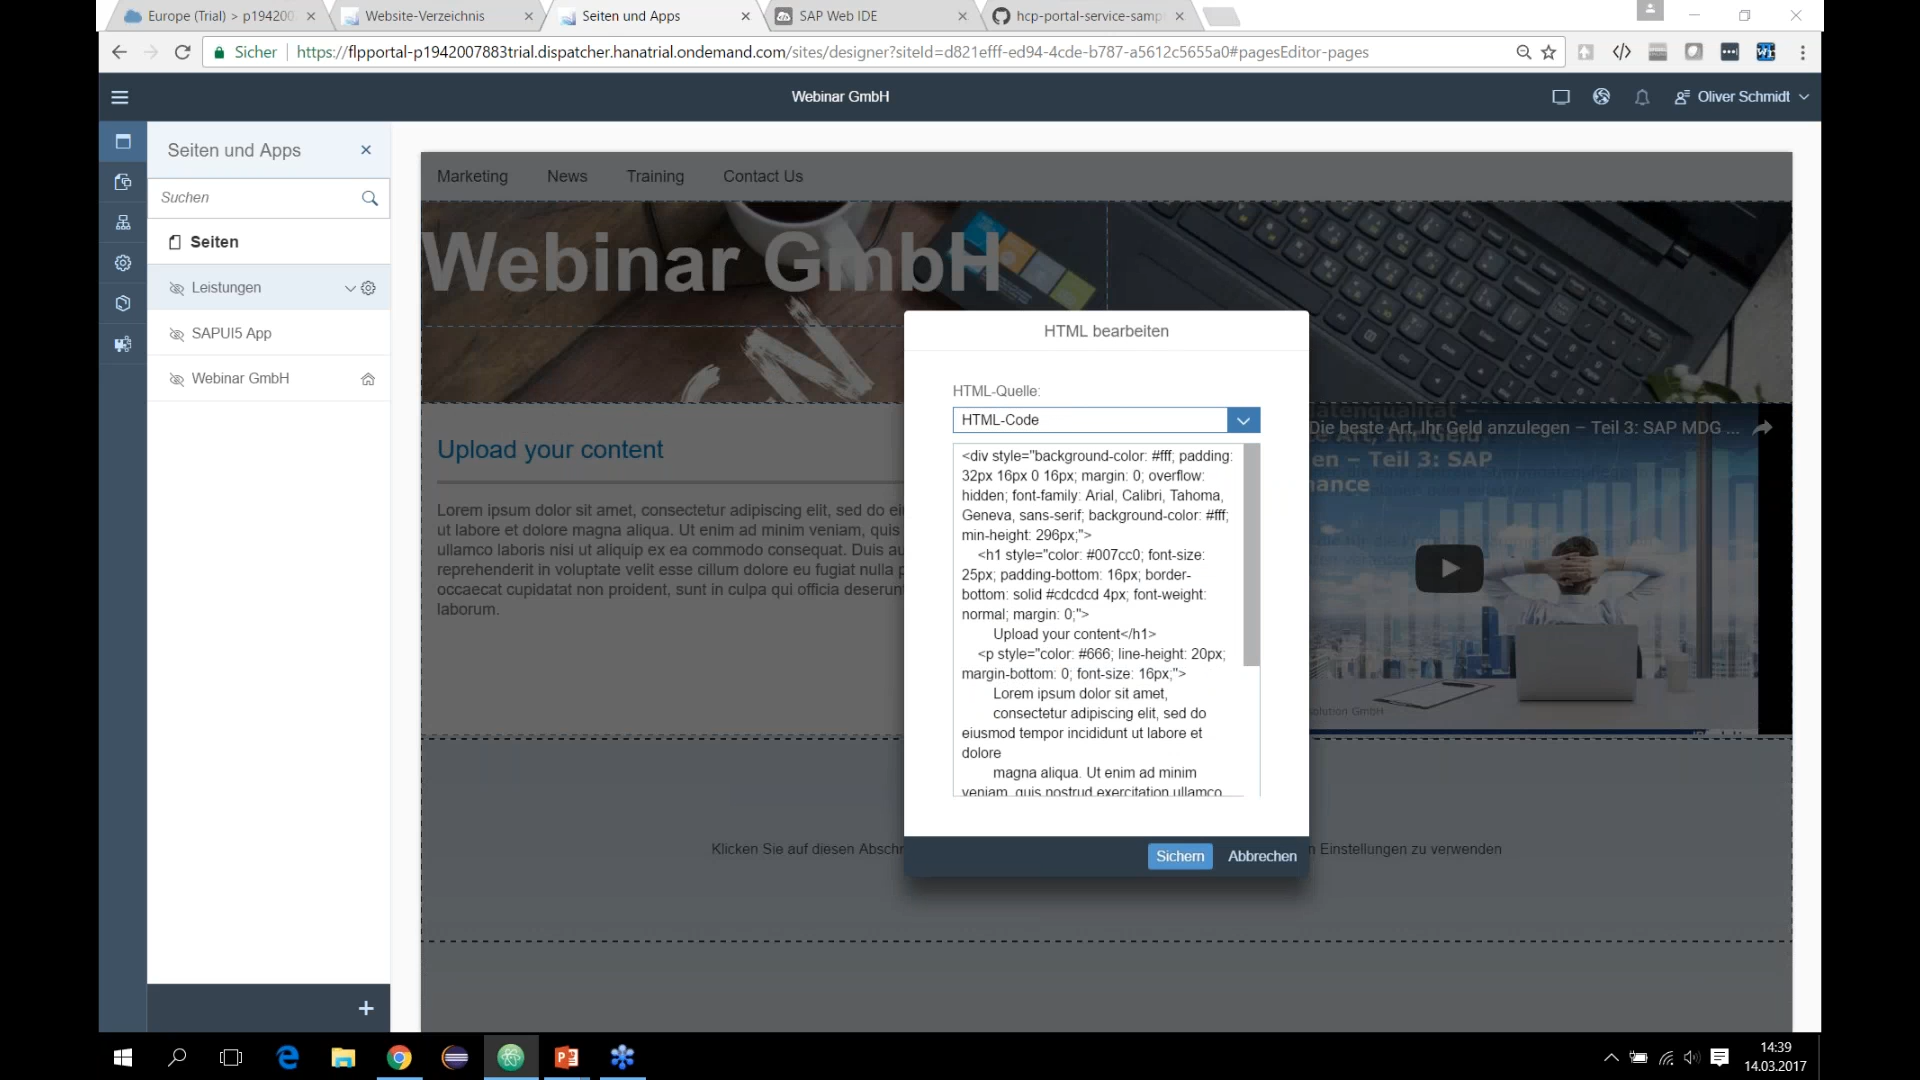 Europe (Trial) > p194200
Website-Verzeichnis
Seiten und Apps
SAP Web IDE
hcp-portal-service-samp
Sicher
https://flpportal-p1942007883trial.dispatcher.hanatrial.ondemand.com/sites/designer?siteId=d821efff-ed94-4cde-b787-a5612c5655a0#pagesEditor-pages
Webinar GmbH
Oliver Schmidt
Seiten und Apps
Suchen
Seiten
Leistungen
SAPUI5 App
Webinar GmbH
Marketing
News
Training
Contact Us
Webinar GmbH
Upload your content
Lorem ipsum dolor sit amet, consectetur adipiscing elit, sed do ei
ut labore et dolore magna aliqua. Ut enim ad minim veniam, quis
ullamco laboris nisi ut aliquip ex ea commodo consequat. Duis au
reprehenderit in voluptate velit esse cillum dolore eu fugiat nulla p
occaecat cupidatat non proident, sunt in culpa qui officia deserunt
laborum.
Die beste Art, Ihr Geld anzulegen – Teil 3: SAP MDG ...
en – Teil 3: SAP
HTML bearbeiten
HTML-Quelle:
HTML-Code
<div style="background-color: #fff; padding:
32px 16px 0 16px; margin: 0; overflow:
hidden; font-family: Arial, Calibri, Tahoma,
Geneva, sans-serif; background-color: #fff;
min-height: 296px;">
<h1 style="color: #007cc0; font-size:
25px; padding-bottom: 16px; border-
bottom: solid #cdcdcd 4px; font-weight:
normal; margin: 0;">
Upload your content</h1>
<p style="color: #666; line-height: 20px;
margin-bottom: 0; font-size: 16px;">
Lorem ipsum dolor sit amet,
consectetur adipiscing elit, sed do
eiusmod tempor incididunt ut labore et
dolore
magna aliqua. Ut enim ad minim
veniam, quis nostrud exercitation ullamco
Sichern
Abbrechen
Klicken Sie auf diesen Abschn
n Einstellungen zu verwenden
14:39
14.03.2017